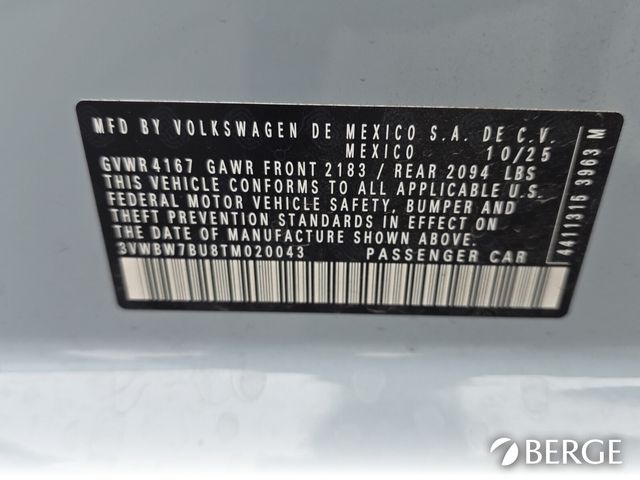 MFD BY VOLKSWAGEN DE MEXICO S.A. DE C.V.
MEXICO 10/25
GVWR 4167 GAWR FRONT 2183 / REAR 2094 LBS
THIS VEHICLE CONFORMS TO ALL APPLICABLE U.S.
FEDERAL MOTOR VEHICLE SAFETY, BUMPER AND
THEFT PREVENTION STANDARDS IN EFFECT ON
THE DATE OF MANUFACTURE SHOWN ABOVE.
3VWBW7BU8TM020043 PASSENGER CAR
4411316 3963 M
BERGE